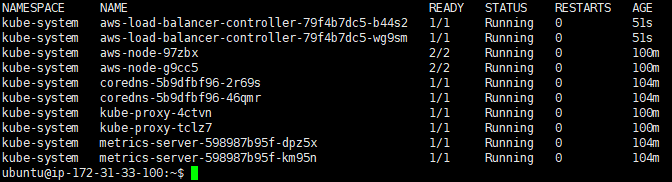 NAMESPACE NAME READY STATUS RESTARTS AGE
kube-system aws-load-balancer-controller-79f4b7dc5-b44s2 1/1 Running 0 51s
kube-system aws-load-balancer-controller-79f4b7dc5-wg9sm 1/1 Running 0 51s
kube-system aws-node-97zbx 2/2 Running 0 100m
kube-system aws-node-g9cc5 2/2 Running 0 100m
kube-system coredns-5b9dfbf96-2r69s 1/1 Running 0 104m
kube-system coredns-5b9dfbf96-46qmr 1/1 Running 0 104m
kube-system kube-proxy-4ctvn 1/1 Running 0 100m
kube-system kube-proxy-tclz7 1/1 Running 0 100m
kube-system metrics-server-598987b95f-dpz5x 1/1 Running 0 104m
kube-system metrics-server-598987b95f-km95n 1/1 Running 0 104m
ubuntu@ip-172-31-33-100:~$